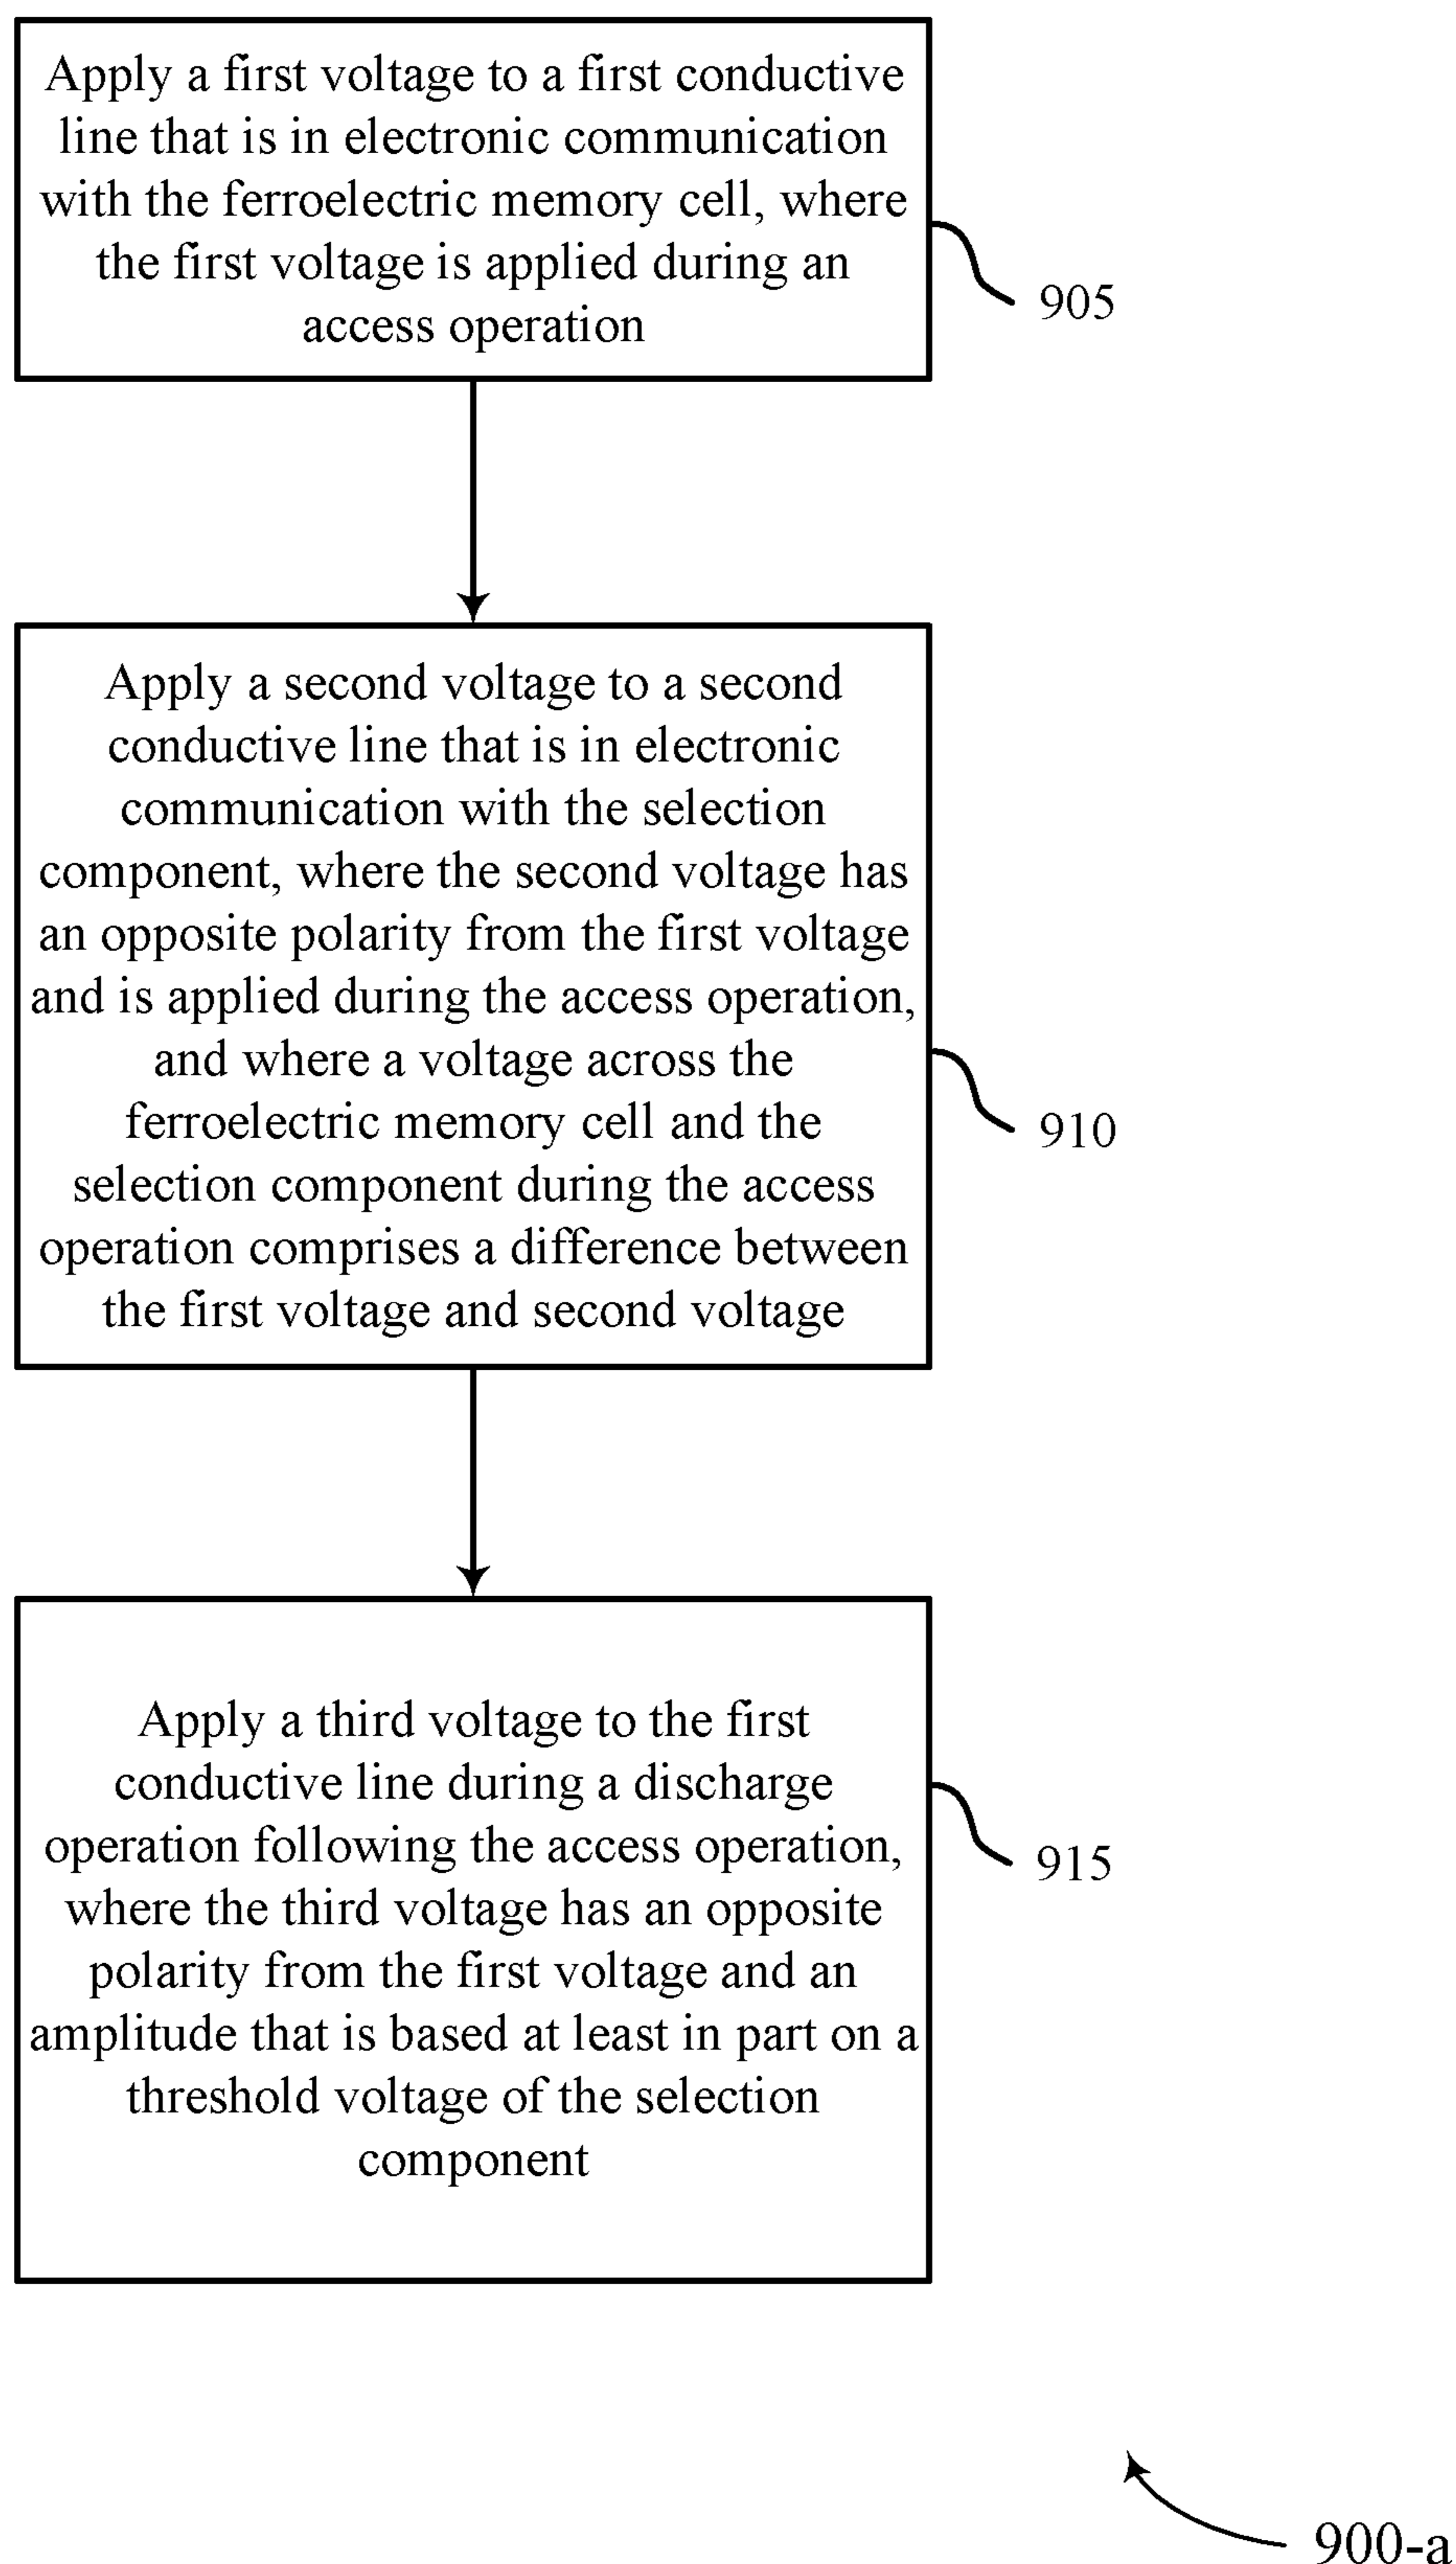 Apply a first voltage to a first conductive
line that is in electronic communication
with the ferroelectric memory cell, where
the first voltage is applied during an
access operation
905
Apply a second voltage to a second
conductive line that is in electronic
communication with the selection
component, where the second voltage has
an opposite polarity from the first voltage
and is applied during the access operation,
and where a voltage across the
ferroelectric memory cell and the
selection component during the access
operation comprises a difference between
the first voltage and second voltage
910
Apply a third voltage to the first
conductive line during a discharge
operation following the access operation,
where the third voltage has an opposite
polarity from the first voltage and an
amplitude that is based at least in part on a
threshold voltage of the selection
component
915
900-a